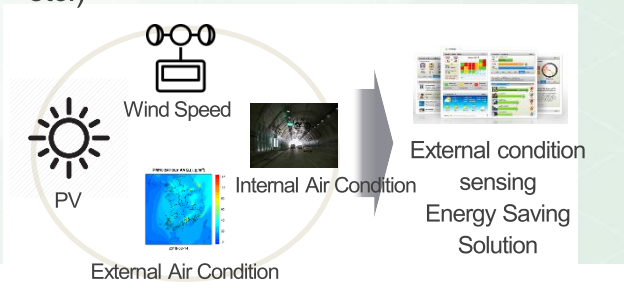 Wind Speed
PV
Internal Air Condition
External Air Condition
External condition
sensing
Energy Saving
Solution